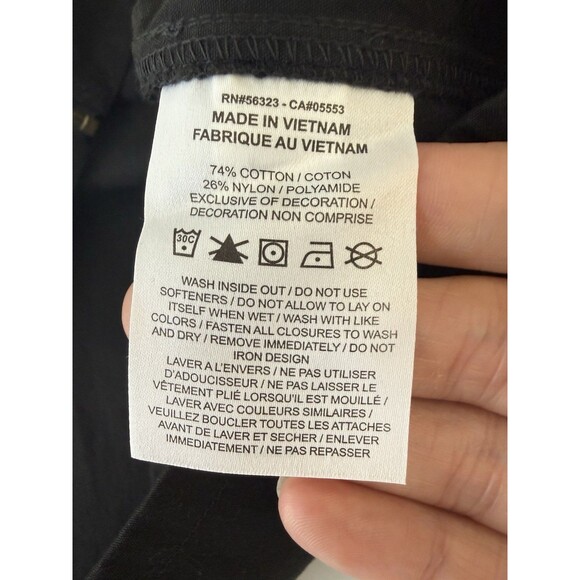 RN#56323 - CA#05553
MADE IN VIETNAM
FABRIQUE AU VIETNAM
74% COTTON / COTON
26% NYLON / POLYAMIDE
EXCLUSIVE OF DECORATION /
DECORATION NON COMPRISE
30C
WASH INSIDE OUT / DO NOT USE
SOFTENERS / DO NOT ALLOW TO LAY ON
ITSELF WHEN WET / WASH WITH LIKE
COLORS / FASTEN ALL CLOSURES TO WASH
AND DRY / REMOVE IMMEDIATELY / DO NOT
IRON DESIGN
LAVER A L'ENVERS / NE PAS UTILISER
D'ADOUCISSEUR / NE PAS LAISSER LE
VÊTEMENT PLIÉ LORSQU'IL EST MOUILLÉ /
LAVER AVEC COULEURS SIMILAIRES /
VEUILLEZ BOUCLER TOUTES LES ATTACHES
AVANT DE LAVER ET SECHER / ENLEVER
IMMÉDIATEMENT / NE PAS REPASSER